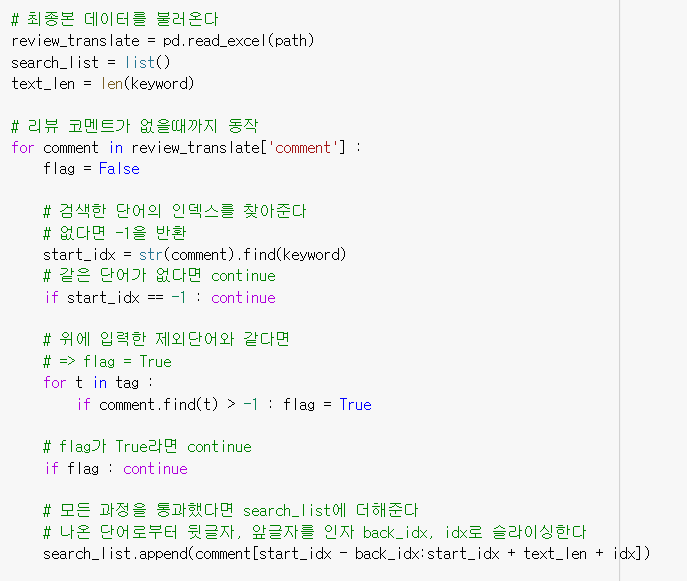 # 최종본 데이터를 불러온다
review_translate = pd.read_excel(path)
search_list = list()
text_len = len(keyword)
# 리뷰 코멘트가 없을때까지 동작
for comment in review_translate['comment'] :
flag = False
# 검색한 단어의 인덱스를 찾아준다
# 없다면 -1을 반환
start_idx = str(comment).find(keyword)
# 같은 단어가 없다면 continue
if start_idx == -1 : continue
# 위에 입력한 제외단어와 같다면
# => flag = True
for t in tag :
if comment.find(t) > -1 : flag = True
# flag가 True라면 continue
if flag : continue
# 모든 과정을 통과했다면 search_list에 더해준다
# 나온 단어로부터 뒷글자, 앞글자를 인자 back_idx, idx로 슬라이싱한다
search_list.append(comment[start_idx - back_idx:start_idx + text_len + idx])